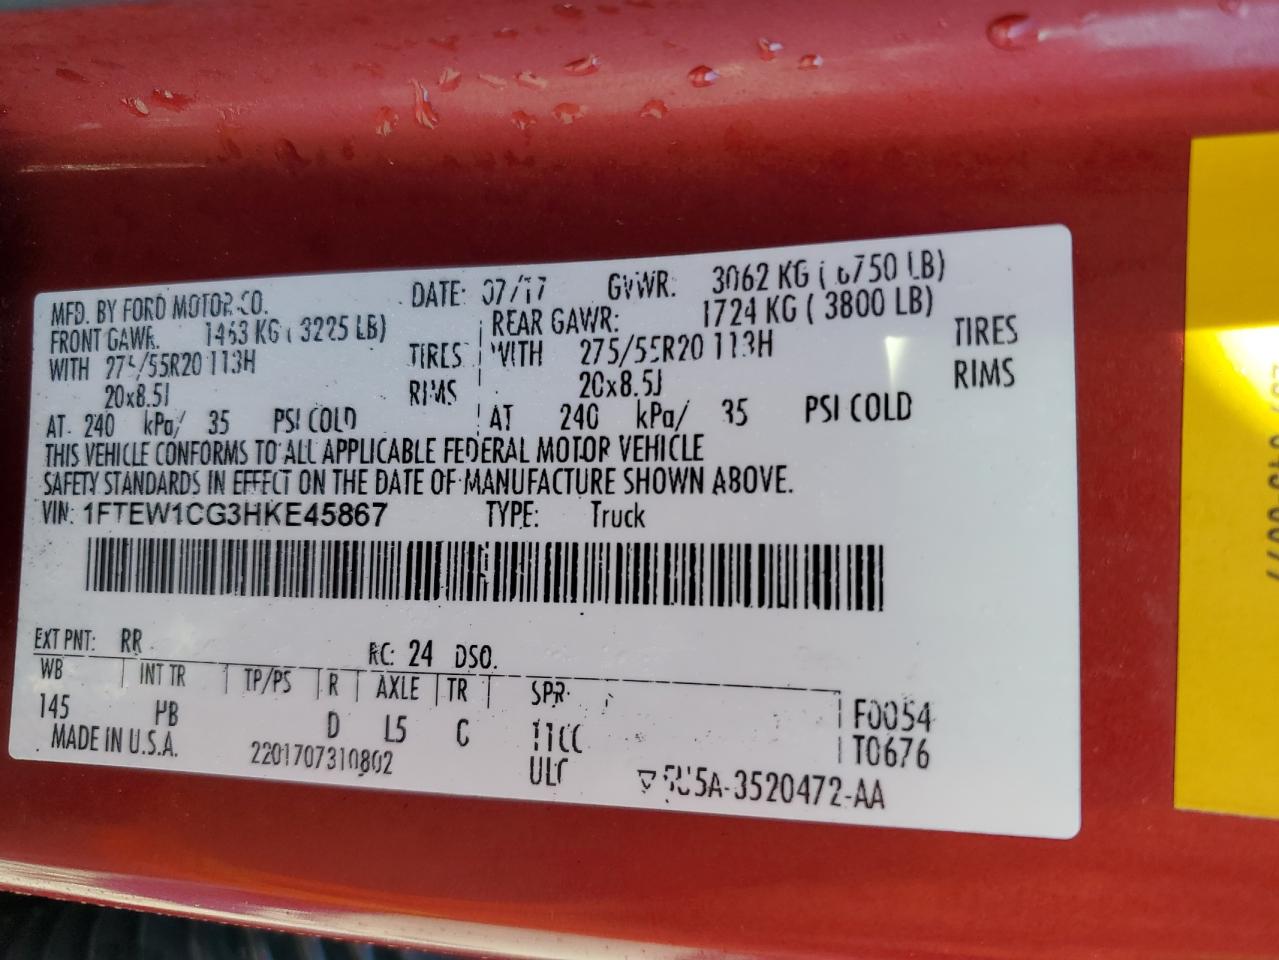 MFD. BY FORD MOTOR CO. DATE: 07/17 GVWR: 3062 KG ( 6750 LB)
FRONT GAWR: 1463 KG ( 3225 LB) REAR GAWR: 1724 KG ( 3800 LB)
WITH 275/55R20 113H TIRES WITH 275/55R20 113H TIRES
20x8.5J RIMS 20x8.5J RIMS
AT 240 kPa/ 35 PSI COLD AT 240 kPa/ 35 PSI COLD
THIS VEHICLE CONFORMS TO ALL APPLICABLE FEDERAL MOTOR VEHICLE
SAFETY STANDARDS IN EFFECT ON THE DATE OF MANUFACTURE SHOWN ABOVE.
VIN: 1FTEW1CG3HKE45867 TYPE: Truck
EXT PNT: RR RC: 24 DSO:
WB INT TR TP/PS R AXLE TR SPR
145 D L5 C F0054
MADE IN U.S.A. 2201707310802 T0676
-3520472-AA